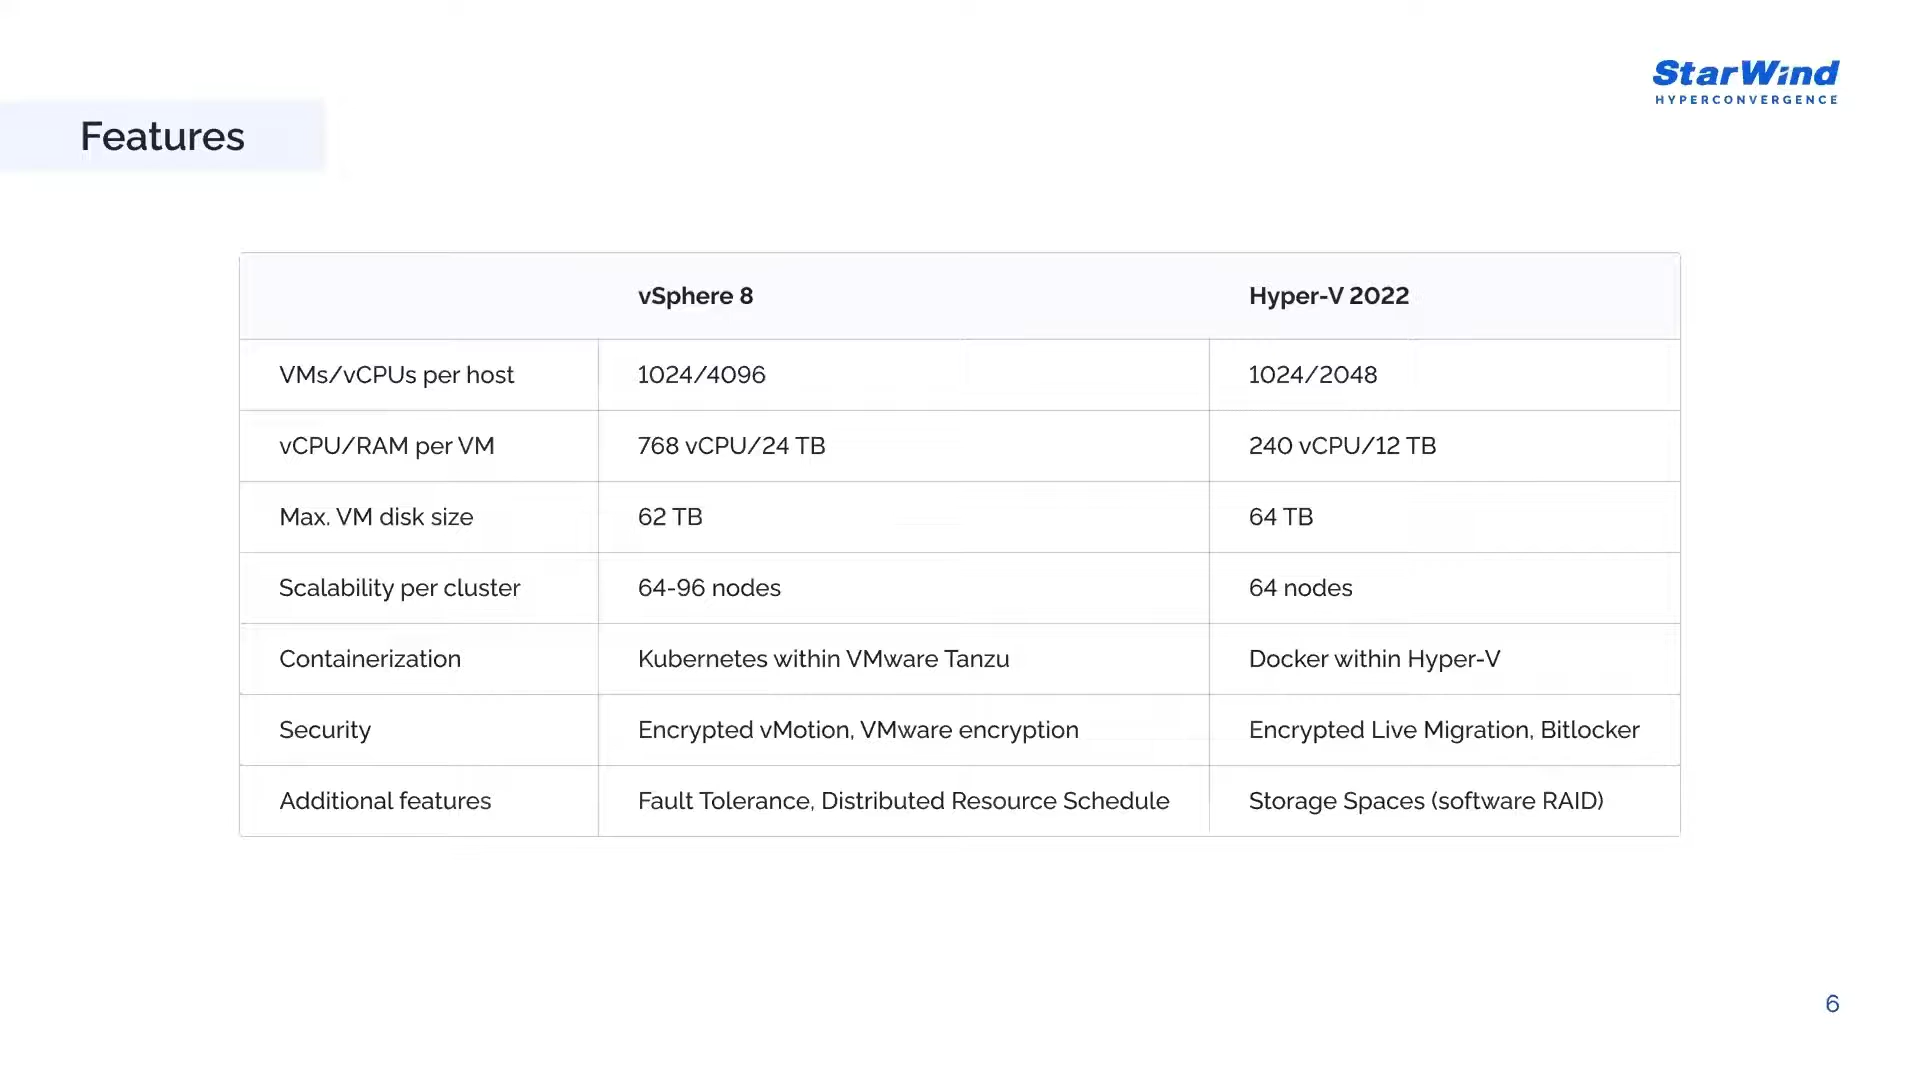 StarWind
HYPERCONVERGENCE
Features
vSphere 8 Hyper-V 2022
VMs/vCPUs per host 1024/4096 1024/2048
vCPU/RAM per VM 768 vCPU/24 TB 240 vCPU/12 TB
Max. VM disk size 62 TB 64 TB
Scalability per cluster 64-96 nodes 64 nodes
Containerization Kubernetes within VMware Tanzu Docker within Hyper-V
Security Encrypted vMotion, VMware encryption Encrypted Live Migration, Bitlocker
Additional features Fault Tolerance, Distributed Resource Schedule Storage Spaces (software RAID)
6